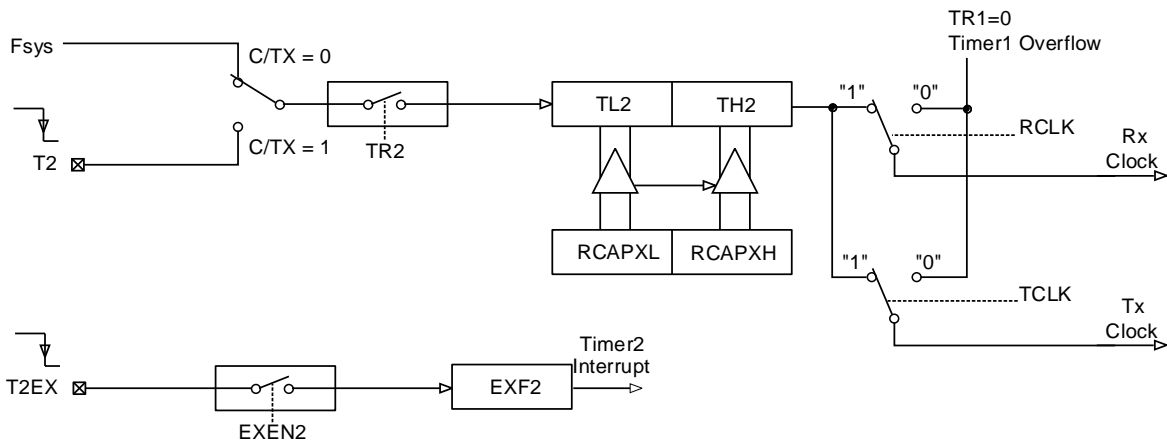 TR1=0
Timer1 Overflow
Fsys
C/TX = 0
T2
C/TX = 1
TR2
TL2
TH2
RCAPXL
RCAPXH
"1"
"0"
RCLK
Rx
Clock
"1"
"0"
TCLK
Tx
Clock
T2EX
EXEN2
EXF2
Timer2
Interrupt